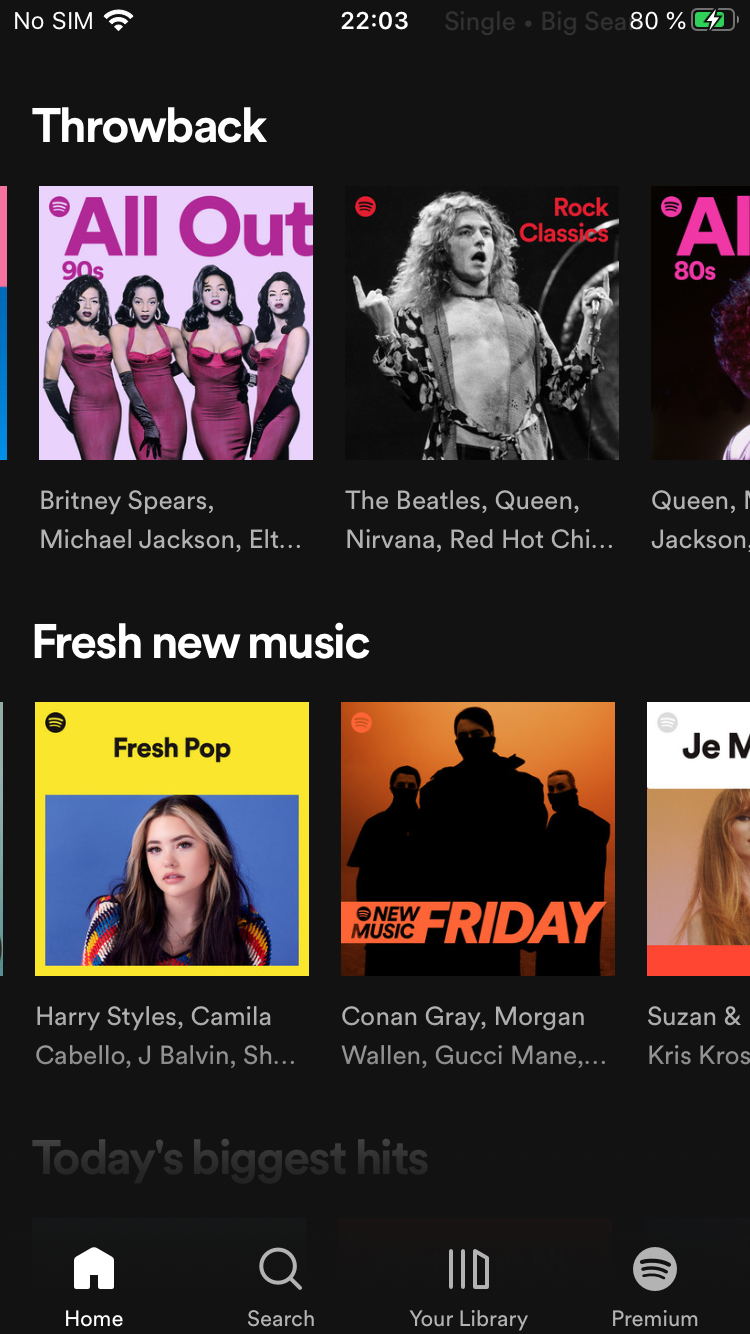 No SIM 22:03 Single • Big Sea 80 %
Throwback
All Out
90s
Rock
Classics
Al
80s
Britney Spears,
Michael Jackson, Elt...
The Beatles, Queen,
Nirvana, Red Hot Chi...
Queen, M
Jackson,
Fresh new music
Fresh Pop
NEW
MUSIC FRIDAY
Je M
Harry Styles, Camila
Cabello, J Balvin, Sh...
Conan Gray, Morgan
Wallen, Gucci Mane,...
Suzan &
Kris Kros
Today's biggest hits
Home
Search
Your Library
Premium